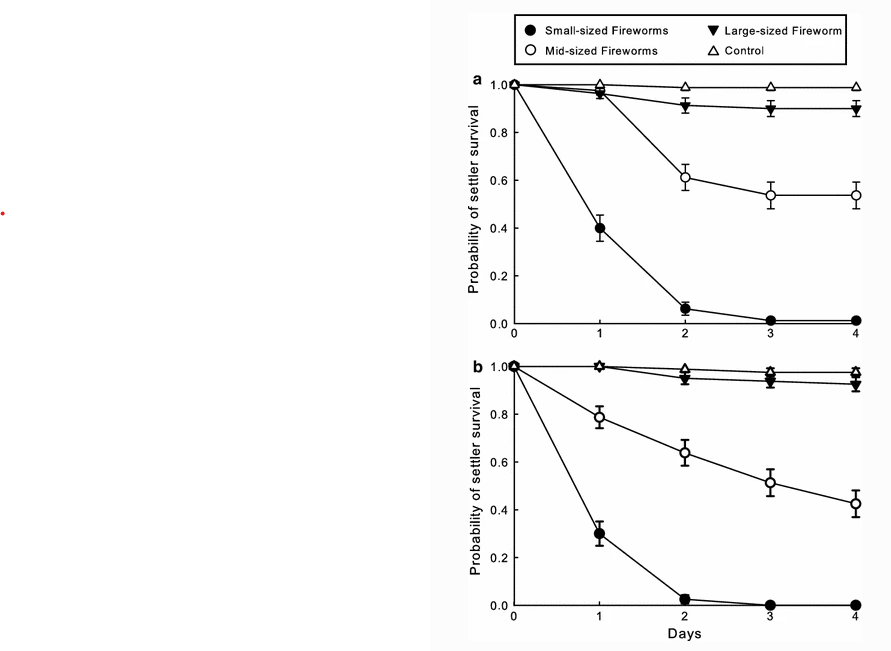 Small-sized Fireworms
Large-sized Fireworm
Mid-sized Fireworms
Control
a
Probability of settler survival
1.0
0.8
0.6
0.4
0.2
0.0
0 1 2 3 4
b
Probability of settler survival
1.0
0.8
0.6
0.4
0.2
0.0
0 1 2 3 4
Days